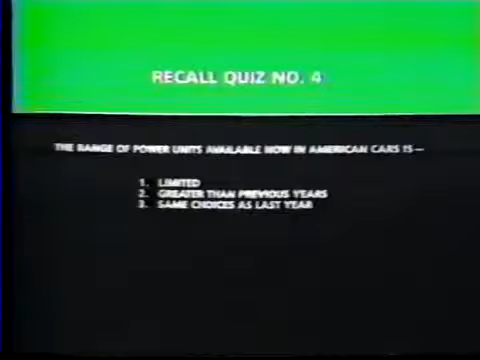 RECALL QUIZ NO. 4
THE RANGE OF POWER UNITS AVAILABLE NOW IN AMERICAN CARS IS—
1. LIMITED
2. GREATER THAN PREVIOUS YEARS
3. SAME CHOICES AS LAST YEAR